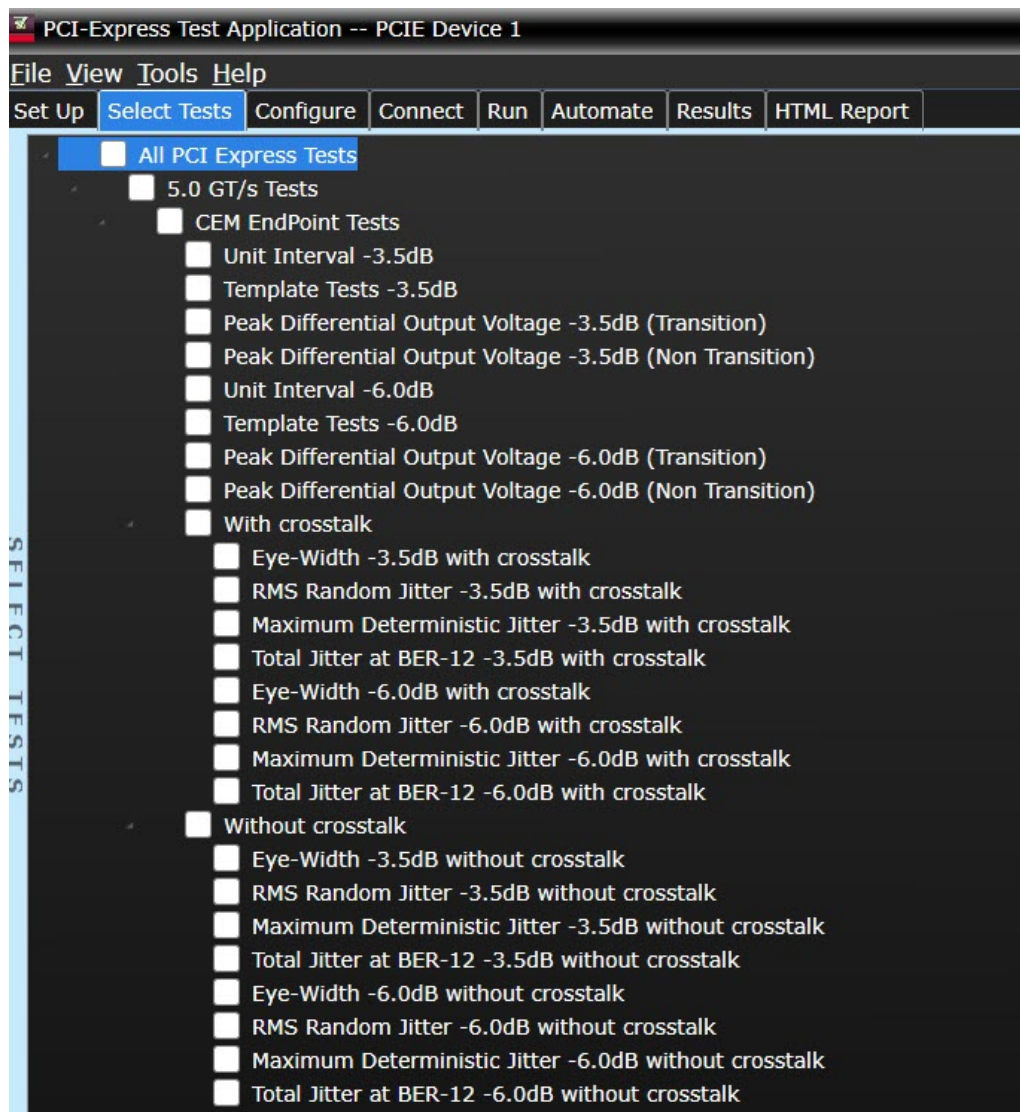 PCI-Express Test Application -- PCIE Device 1
File View Tools Help
Set Up Select Tests Configure Connect Run Automate Results HTML Report
All PCI Express Tests
5.0 GT/s Tests
CEM EndPoint Tests
Unit Interval -3.5dB
Template Tests -3.5dB
Peak Differential Output Voltage -3.5dB (Transition)
Peak Differential Output Voltage -3.5dB (Non Transition)
Unit Interval -6.0dB
Template Tests -6.0dB
Peak Differential Output Voltage -6.0dB (Transition)
Peak Differential Output Voltage -6.0dB (Non Transition)
With crosstalk
Eye-Width -3.5dB with crosstalk
RMS Random Jitter -3.5dB with crosstalk
Maximum Deterministic Jitter -3.5dB with crosstalk
Total Jitter at BER-12 -3.5dB with crosstalk
Eye-Width -6.0dB with crosstalk
RMS Random Jitter -6.0dB with crosstalk
Maximum Deterministic Jitter -6.0dB with crosstalk
Total Jitter at BER-12 -6.0dB with crosstalk
Without crosstalk
Eye-Width -3.5dB without crosstalk
RMS Random Jitter -3.5dB without crosstalk
Maximum Deterministic Jitter -3.5dB without crosstalk
Total Jitter at BER-12 -3.5dB without crosstalk
Eye-Width -6.0dB without crosstalk
RMS Random Jitter -6.0dB without crosstalk
Maximum Deterministic Jitter -6.0dB without crosstalk
Total Jitter at BER-12 -6.0dB without crosstalk
SELECT TESTS